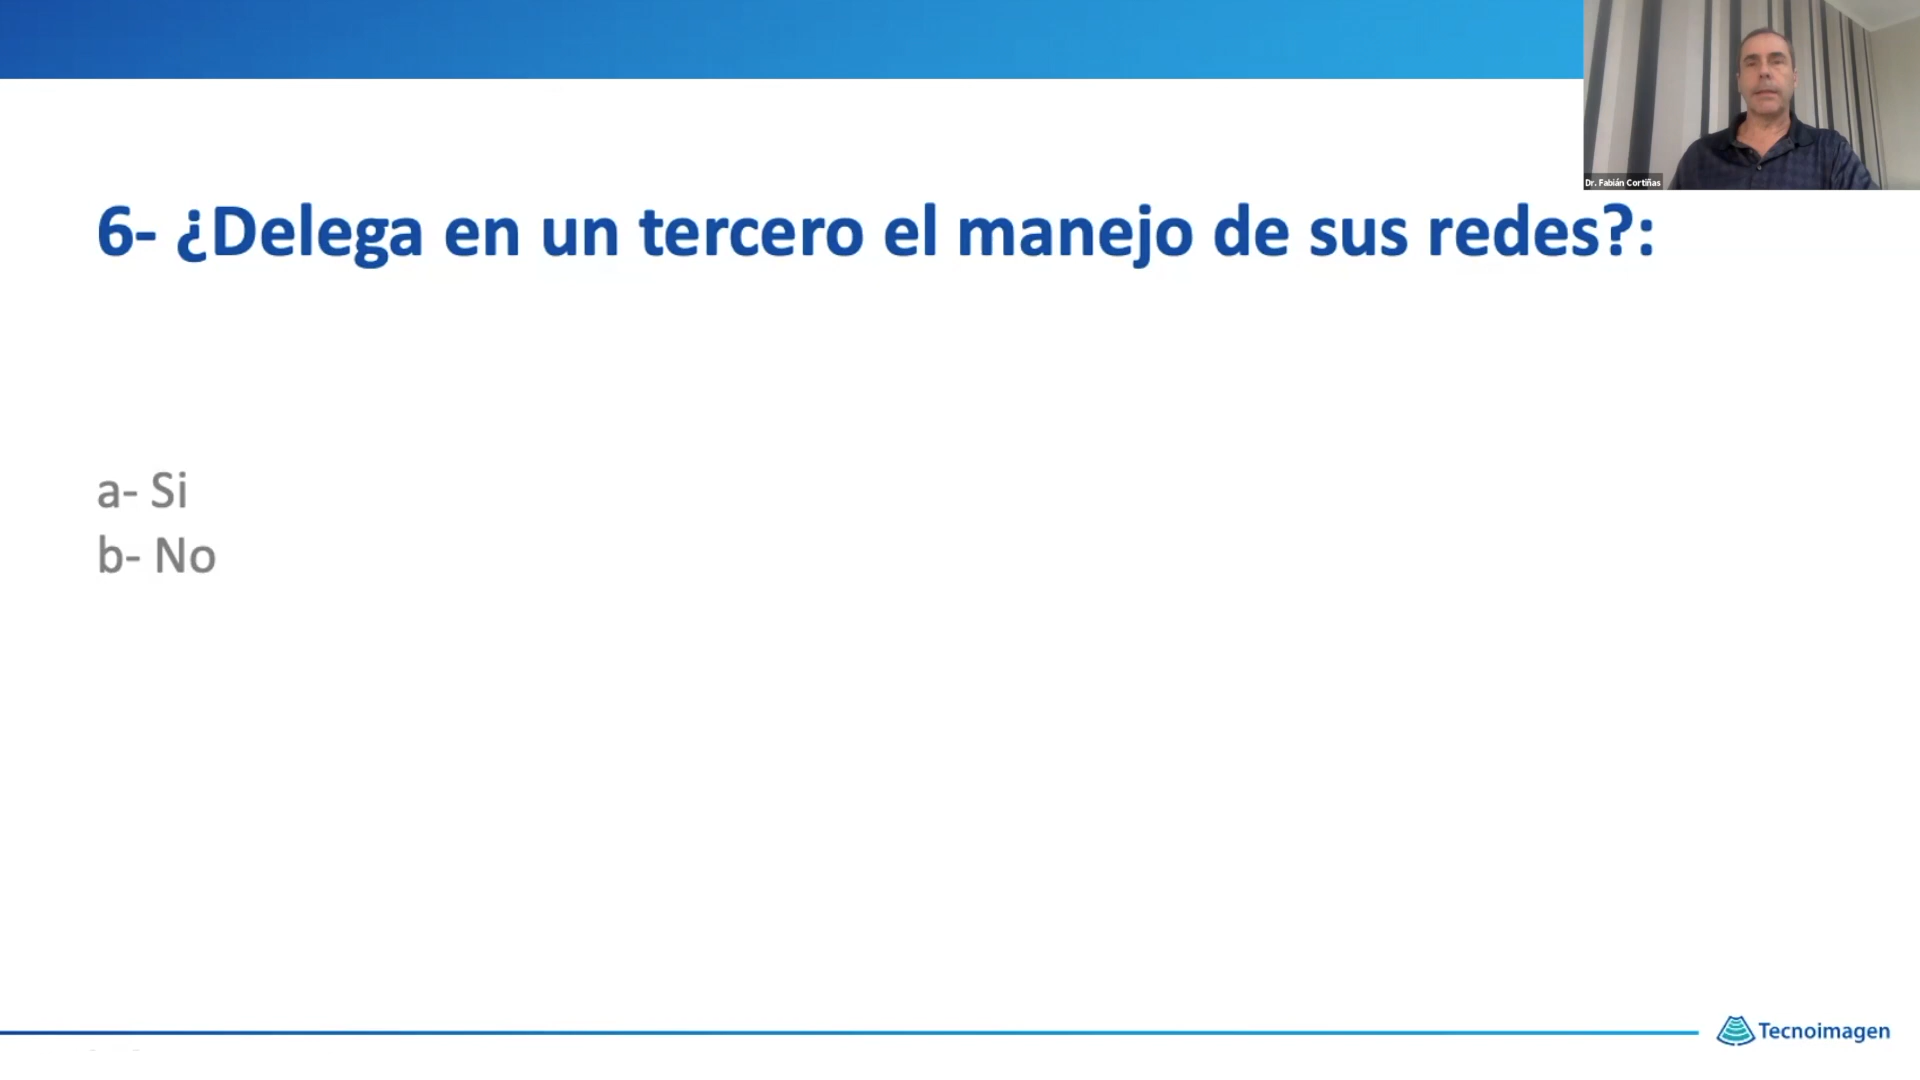 Dr. Fabián Cortiñas
6- ¿Delega en un tercero el manejo de sus redes?:
a- Si
b- No
Tecnoimagen